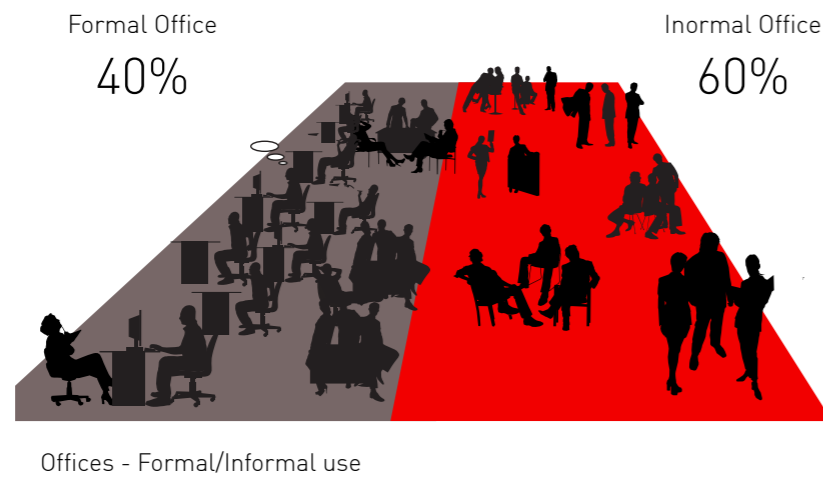 Formal Office
40%
Inormal Office
60%
Offices - Formal/Informal use